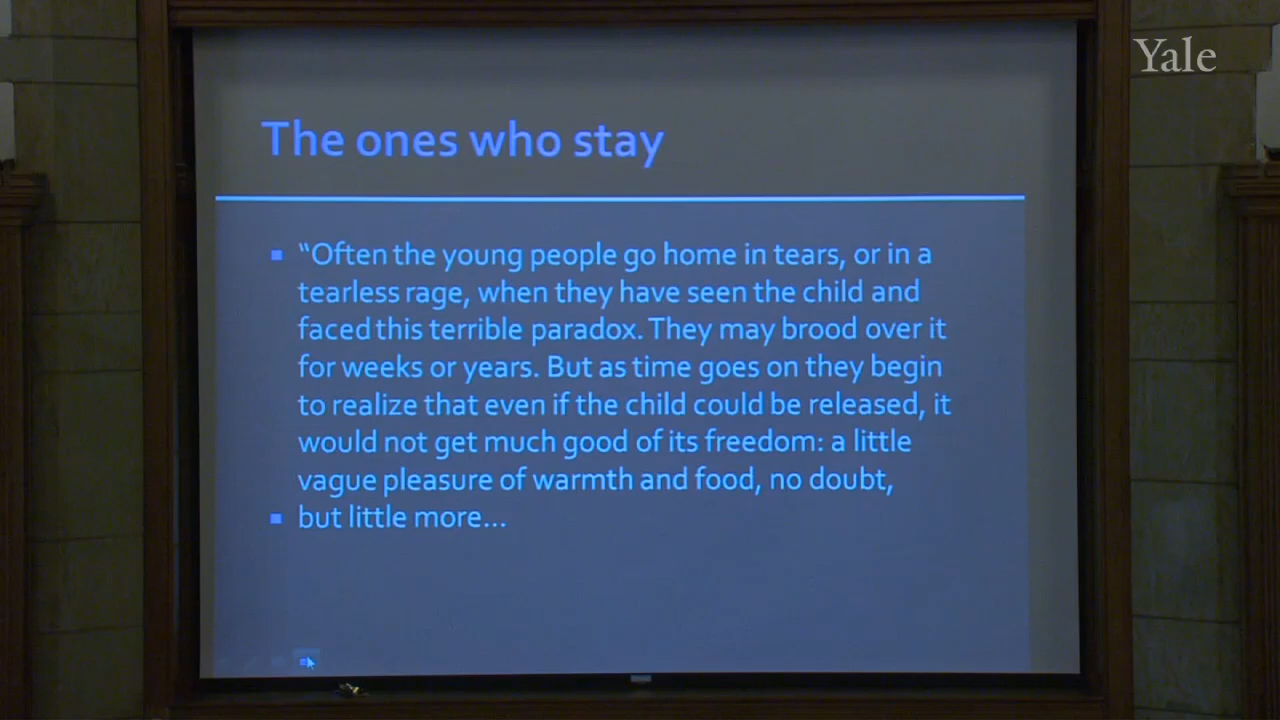 Yale
The ones who stay
“Often the young people go home in tears, or in a
tearless rage, when they have seen the child and
faced this terrible paradox. They may brood over it
for weeks or years. But as time goes on they begin
to realize that even if the child could be released, it
would not get much good of its freedom: a little
vague pleasure of warmth and food, no doubt,
but little more...